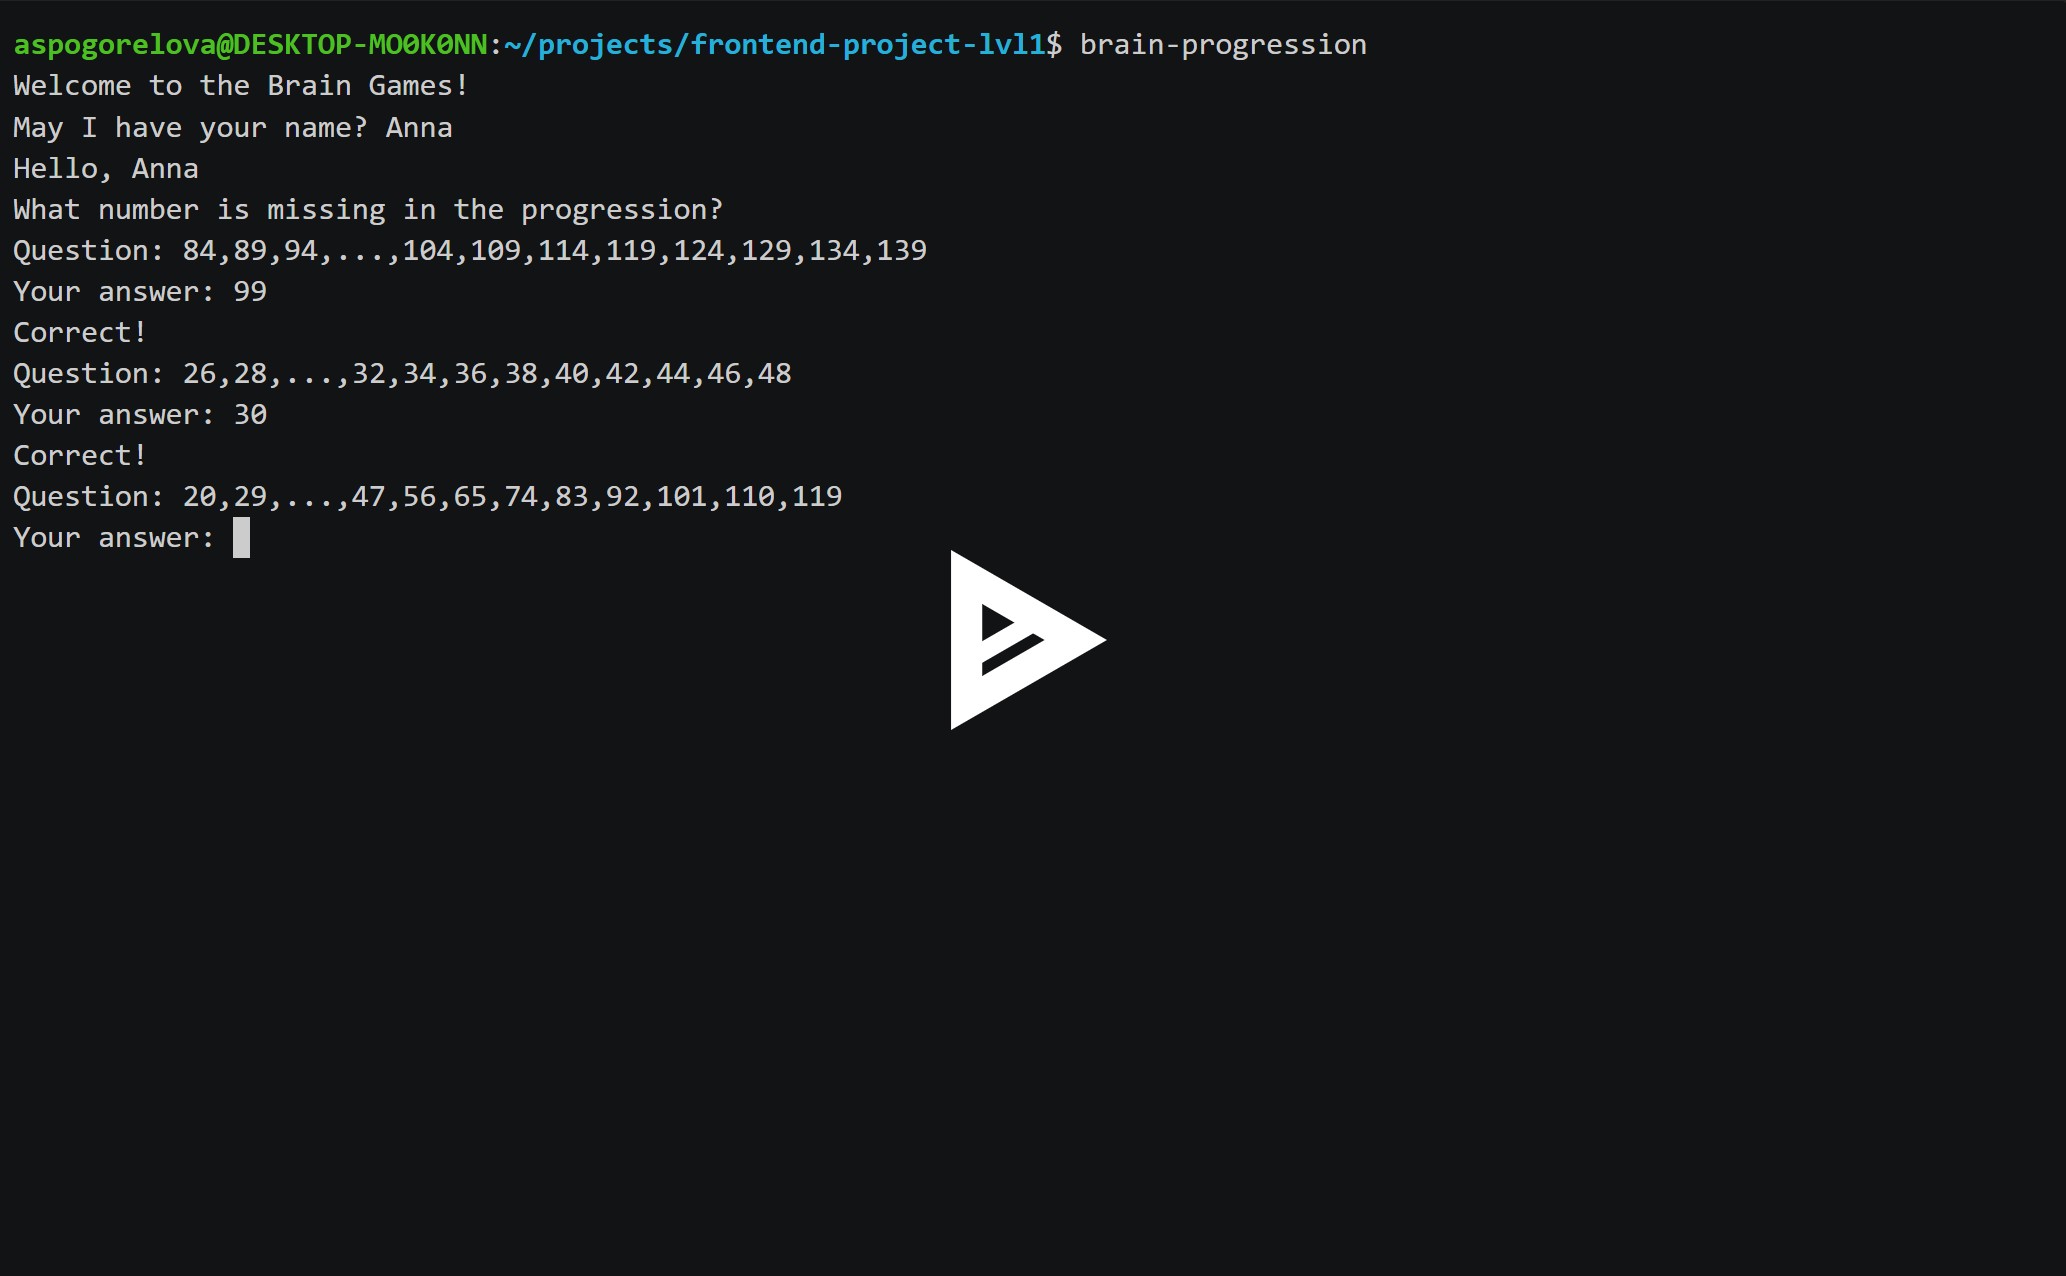 aspogorelova@DESKTOP-MO0K0NN:~/projects/frontend-project-lvl1$ brain-progression
Welcome to the Brain Games!
May I have your name? Anna
Hello, Anna
What number is missing in the progression?
Question: 84,89,94,...,104,109,114,119,124,129,134,139
Your answer: 99
Correct!
Question: 26,28,...,32,34,36,38,40,42,44,46,48
Your answer: 30
Correct!
Question: 20,29,...,47,56,65,74,83,92,101,110,119
Your answer: